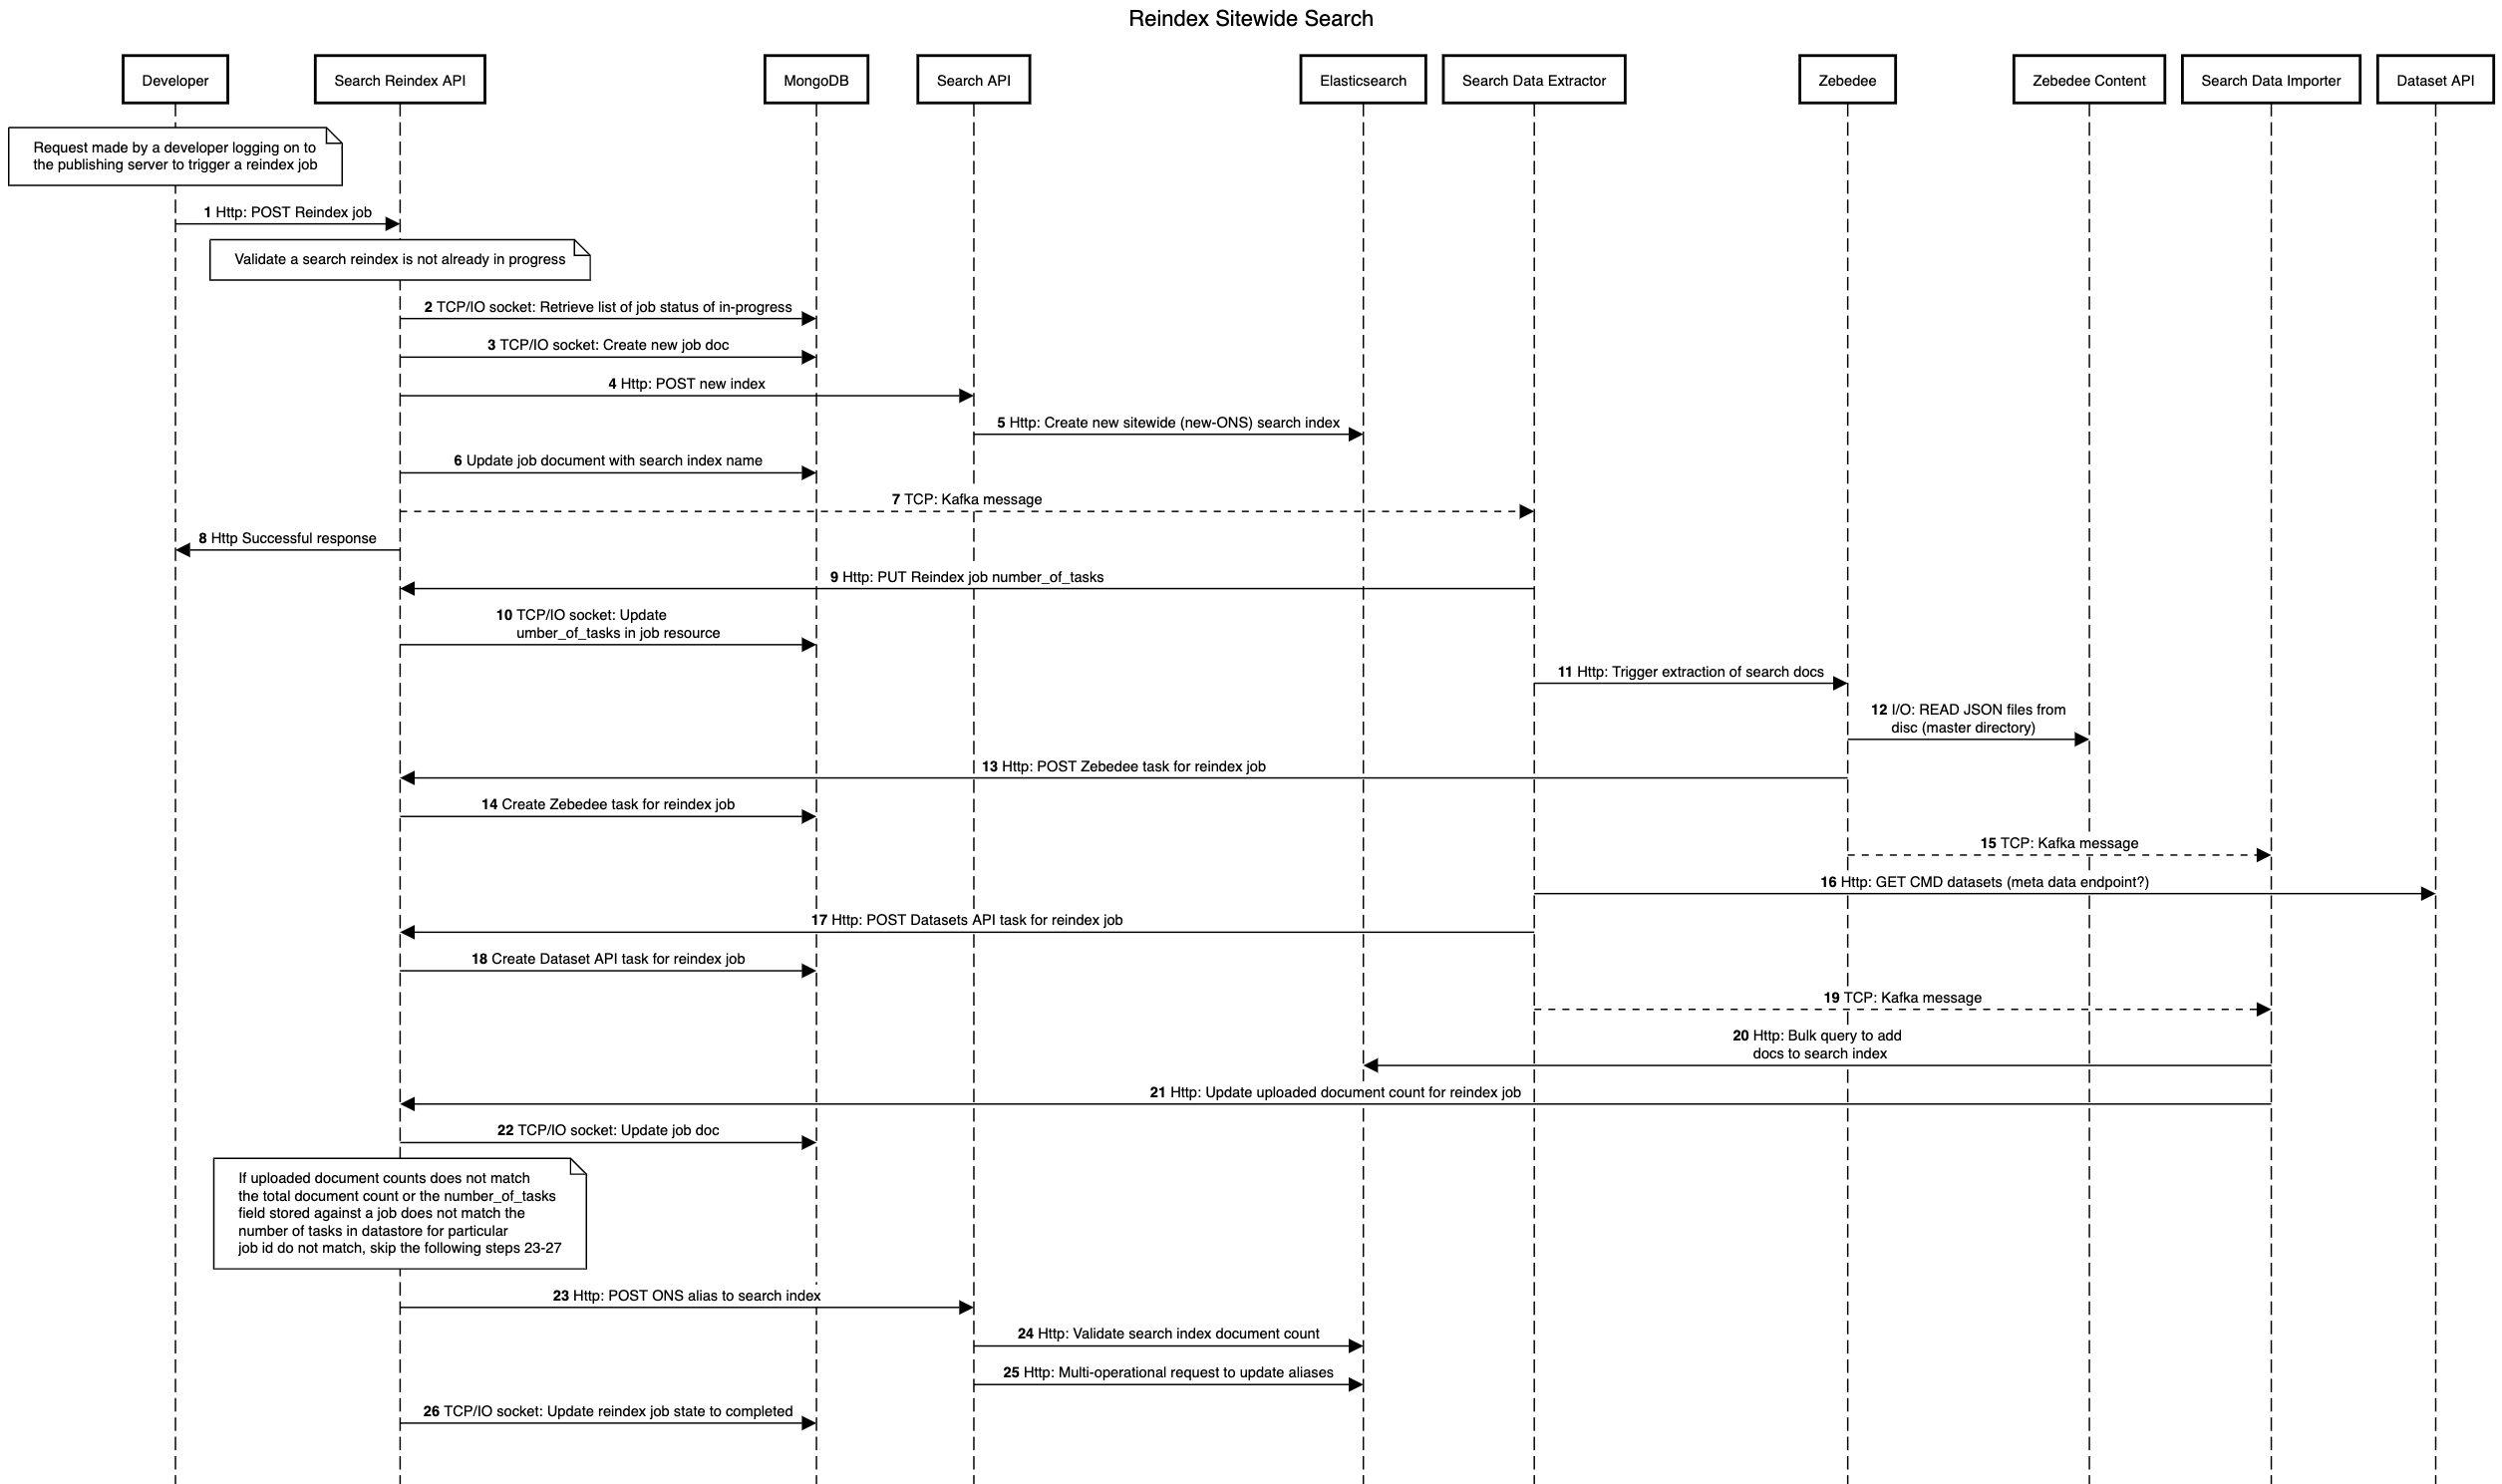 Reindex Sitewide Search
Developer
Search Reindex API
MongoDB
Search API
Elasticsearch
Search Data Extractor
Zebedee
Zebedee Content
Search Data Importer
Dataset API
Request made by a developer logging on to
the publishing server to trigger a reindex job
1 Http: POST Reindex job
Validate a search reindex is not already in progress
2 TCP/IO socket: Retrieve list of job status of in-progress
3 TCP/IO socket: Create new job doc
4 Http: POST new index
5 Http: Create new sitewide (new-ONS) search index
6 Update job document with search index name
7 TCP: Kafka message
8 Http Successful response
9 Http: PUT Reindex job number_of_tasks
10 TCP/IO socket: Update
umber_of_tasks in job resource
11 Http: Trigger extraction of search docs
12 I/O: READ JSON files from
disc (master directory)
13 Http: POST Zebedee task for reindex job
14 Create Zebedee task for reindex job
15 TCP: Kafka message
16 Http: GET CMD datasets (meta data endpoint?)
17 Http: POST Datasets API task for reindex job
18 Create Dataset API task for reindex job
19 TCP: Kafka message
20 Http: Bulk query to add
docs to search index
21 Http: Update uploaded document count for reindex job
22 TCP/IO socket: Update job doc
If uploaded document counts does not match
the total document count or the number_of_tasks
field stored against a job does not match the
number of tasks in datastore for particular
job id do not match, skip the following steps 23-27
23 Http: POST ONS alias to search index
24 Http: Validate search index document count
25 Http: Multi-operational request to update aliases
26 TCP/IO socket: Update reindex job state to completed